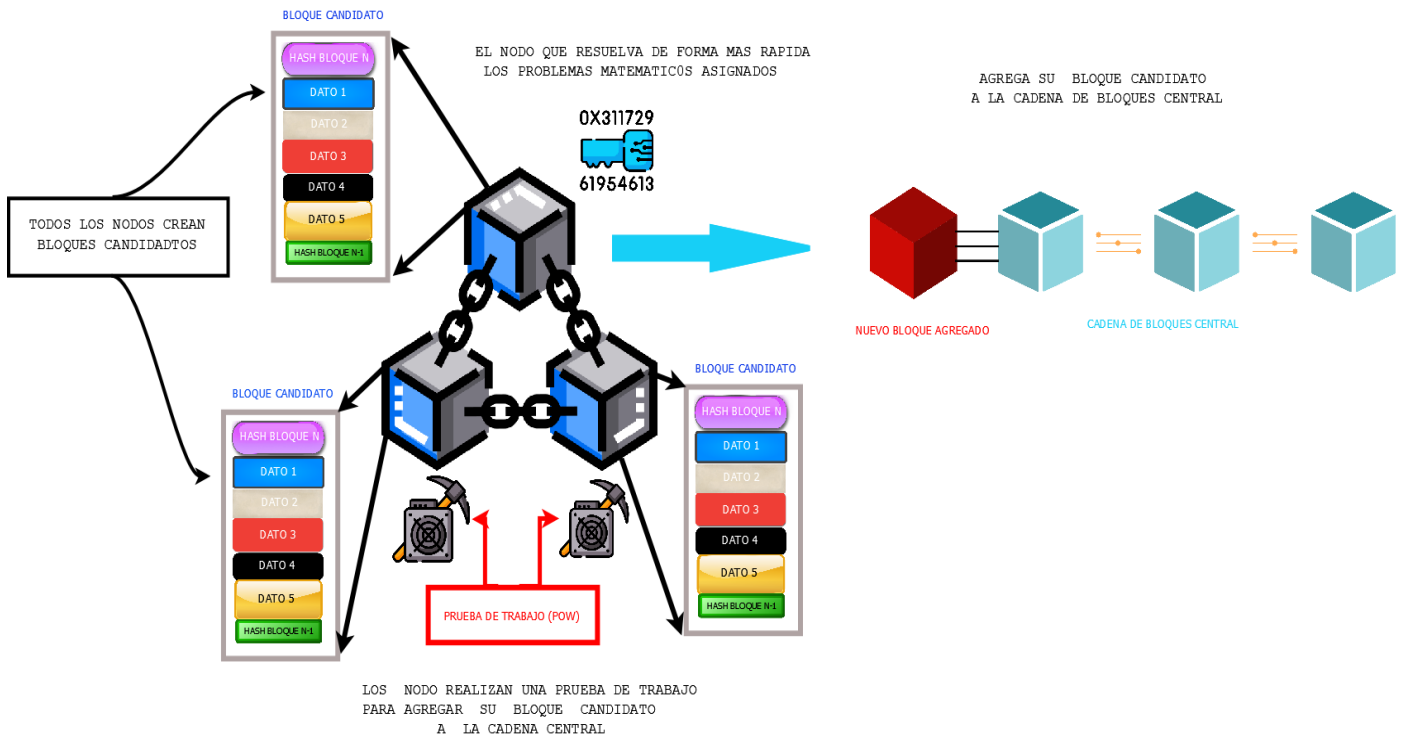 BLOQUE CANDIDATO
HASH BLOQUE N
DATO 1
DATO 2
DATO 3
DATO 4
DATO 5
HASH BLOQUE N-1
TODOS LOS NODOS CREAN
BLOQUES CANDIDADTOS
EL NODO QUE RESUELVA DE FORMA MAS RAPIDA
LOS PROBLEMAS MATEMATIC0S ASIGNADOS
0X311729
61954613
AGREGA SU BLOQUE CANDIDATO
A LA CADENA DE BLOQUES CENTRAL
NUEVO BLOQUE AGREGADO
CADENA DE BLOQUES CENTRAL
BLOQUE CANDIDATO
HASH BLOQUE N
DATO 1
DATO 2
DATO 3
DATO 4
DATO 5
HASH BLOQUE N-1
BLOQUE CANDIDATO
HASH BLOQUE N
DATO 1
DATO 2
DATO 3
DATO 4
DATO 5
HASH BLOQUE N-1
PRUEBA DE TRABAJO (POW)
LOS NODO REALIZAN UNA PRUEBA DE TRABAJO
PARA AGREGAR SU BLOQUE CANDIDATO
A LA CADENA CENTRAL